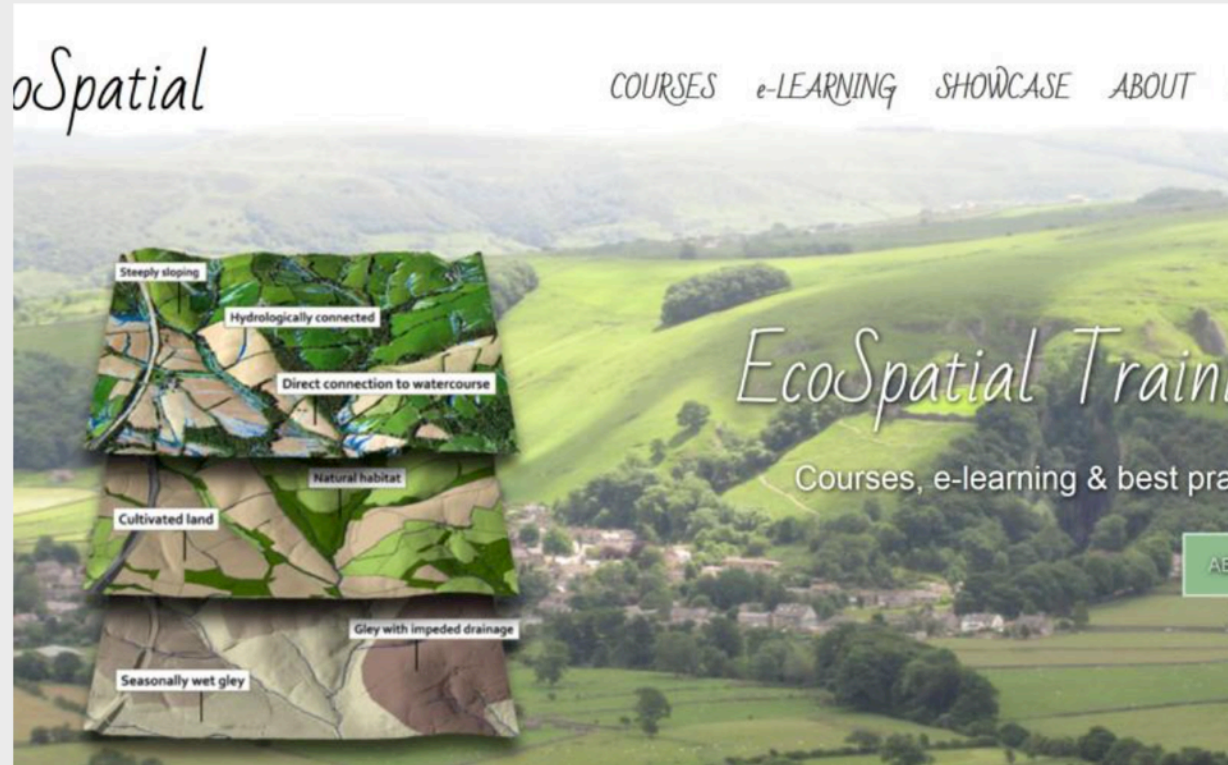 oSpatial
COURSES e-LEARNING SHOWCASE ABOUT
Steeply sloping
Hydrologically connected
Direct connection to watercourse
Natural habitat
Cultivated land
Gley with impeded drainage
Seasonally wet gley
EcoSpatial Train
Courses, e-learning & best pra